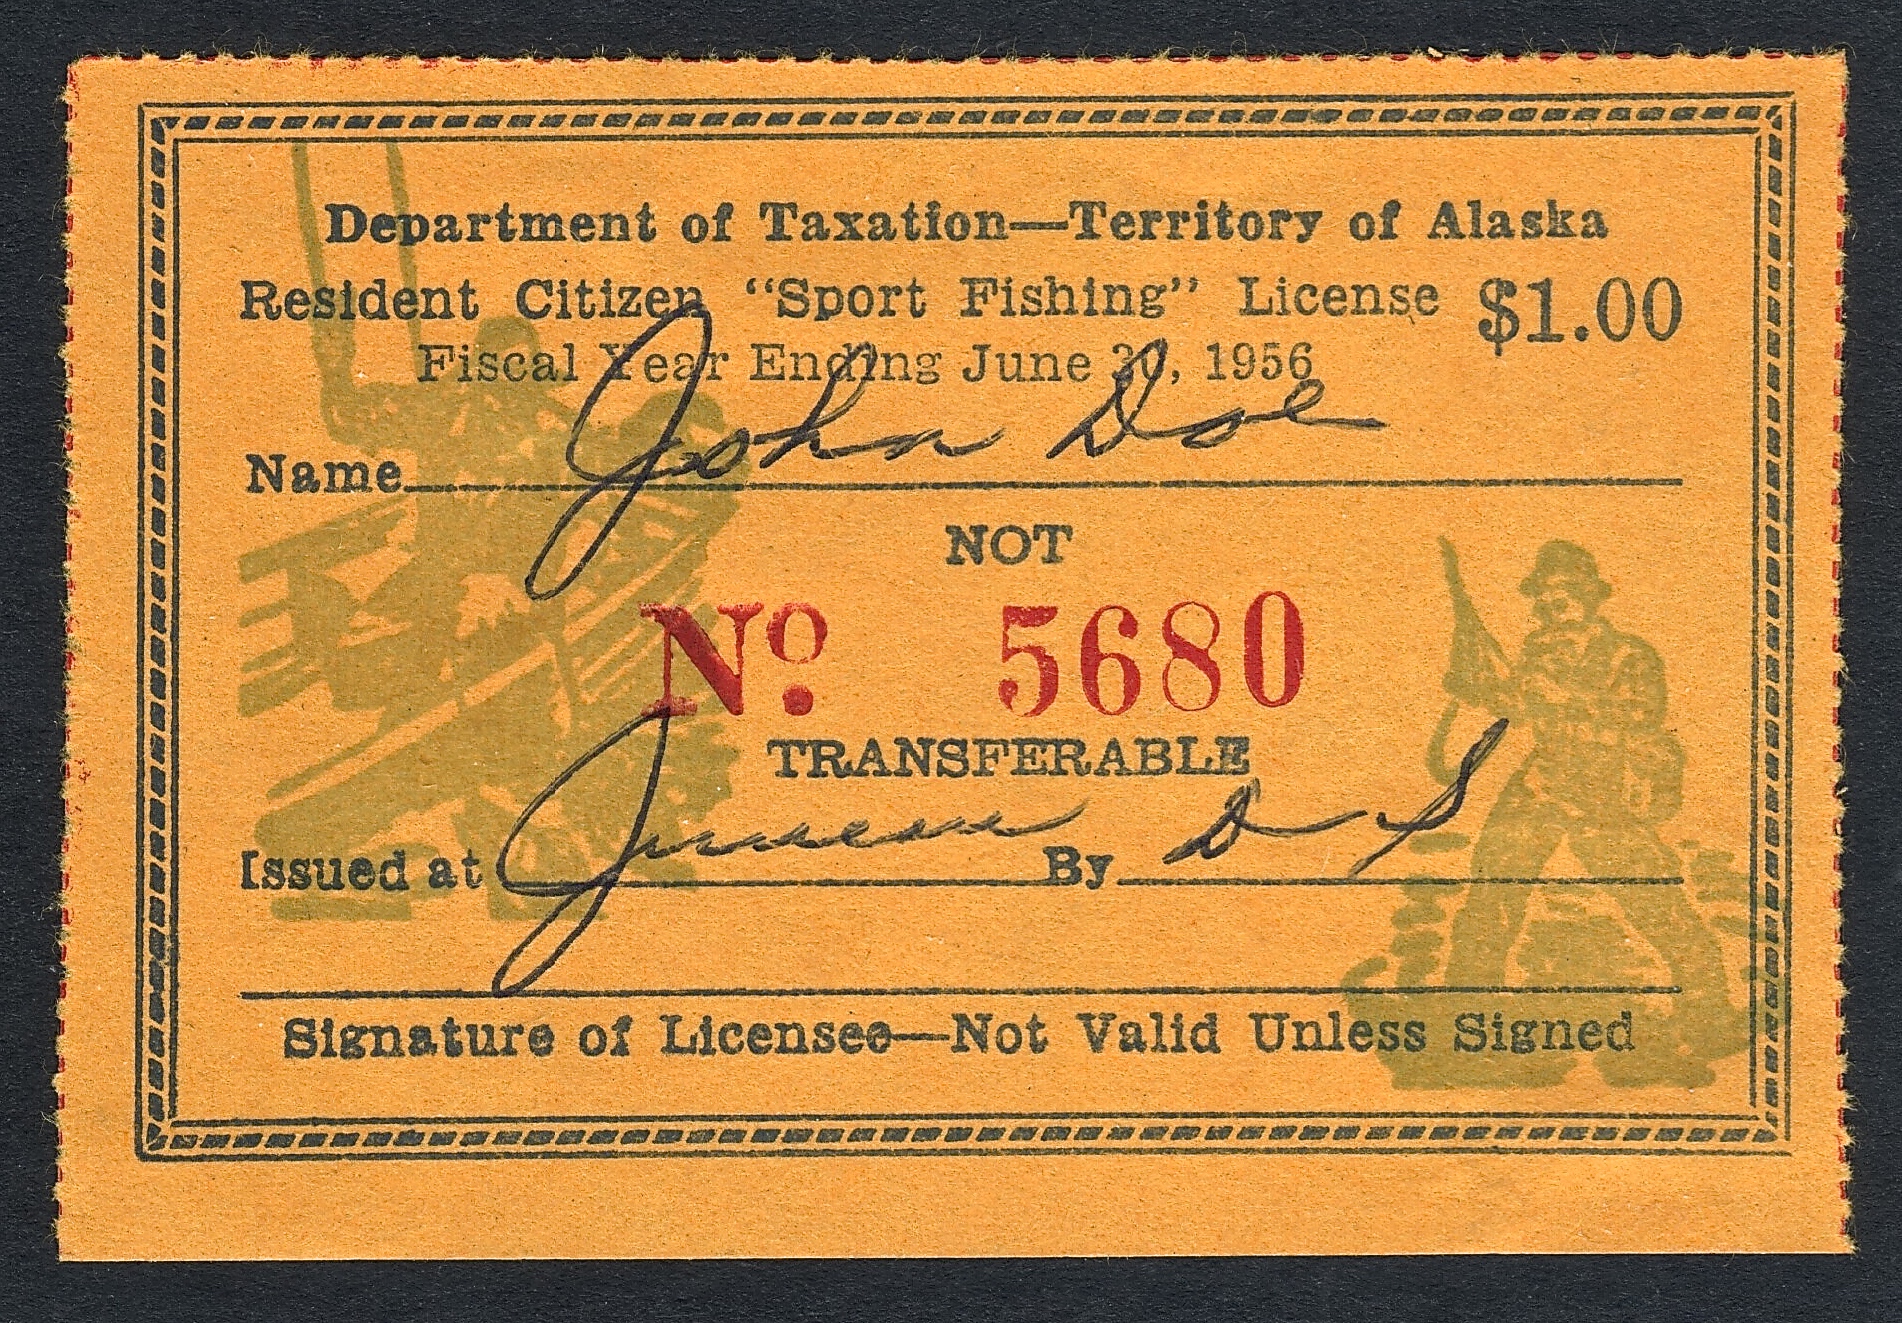 Department of Taxation—Territory of Alaska
Resident Citizen “Sport Fishing” License $1.00
Fiscal Year Ending June 30, 1956
Name John Doe
NOT
No. 5680
TRANSFERABLE
Issued at Juneau By D S
Signature of Licensee—Not Valid Unless Signed